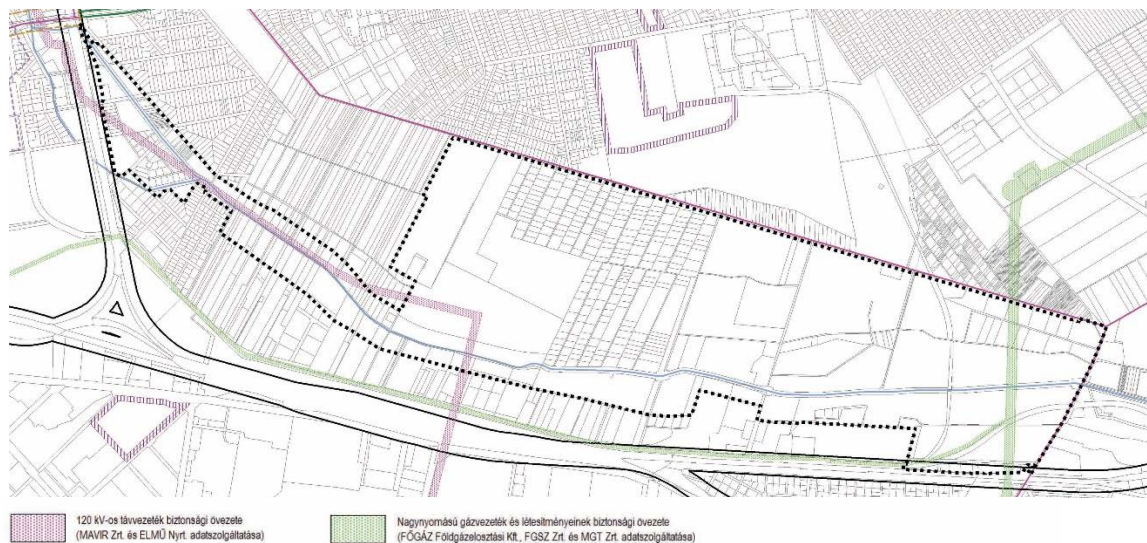 120 kV-os távvezeték biztonsági övezete
(MAVIR Zrt. és ELMŰ Nyrt. adatszolgáltatása)
Nagynyomású gázvezeték és létesítményeinek biztonsági övezete
(FŐGÁZ Földgázelosztási Kft., FGSZ Zrt. és MGT Zrt. adatszolgáltatása)